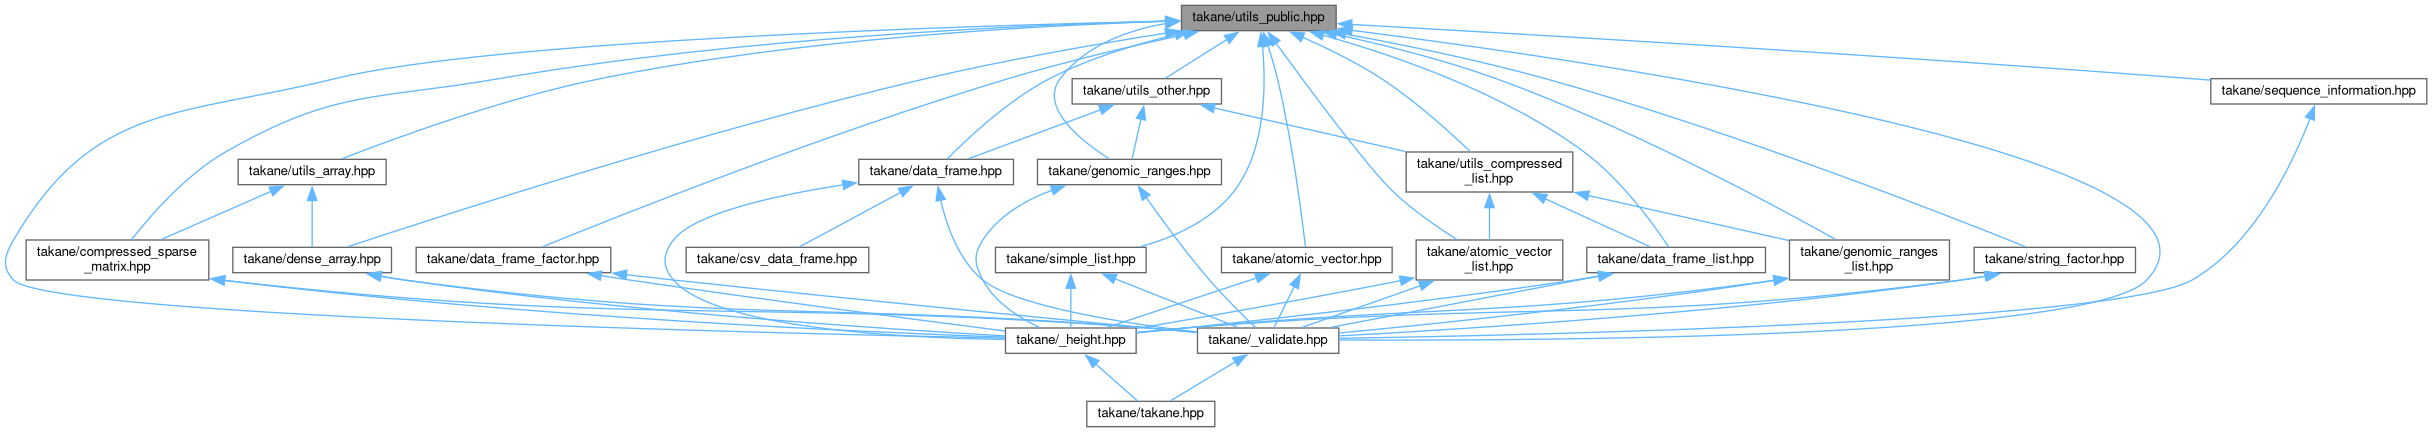 takane/utils_public.hpp
takane/utils_other.hpp
takane/sequence_information.hpp
takane/utils_array.hpp
takane/data_frame.hpp
takane/genomic_ranges.hpp
takane/utils_compressed
_list.hpp
takane/compressed_sparse
_matrix.hpp
takane/dense_array.hpp
takane/data_frame_factor.hpp
takane/csv_data_frame.hpp
takane/simple_list.hpp
takane/atomic_vector.hpp
takane/atomic_vector
_list.hpp
takane/data_frame_list.hpp
takane/genomic_ranges
_list.hpp
takane/string_factor.hpp
takane/_height.hpp
takane/_validate.hpp
takane/takane.hpp